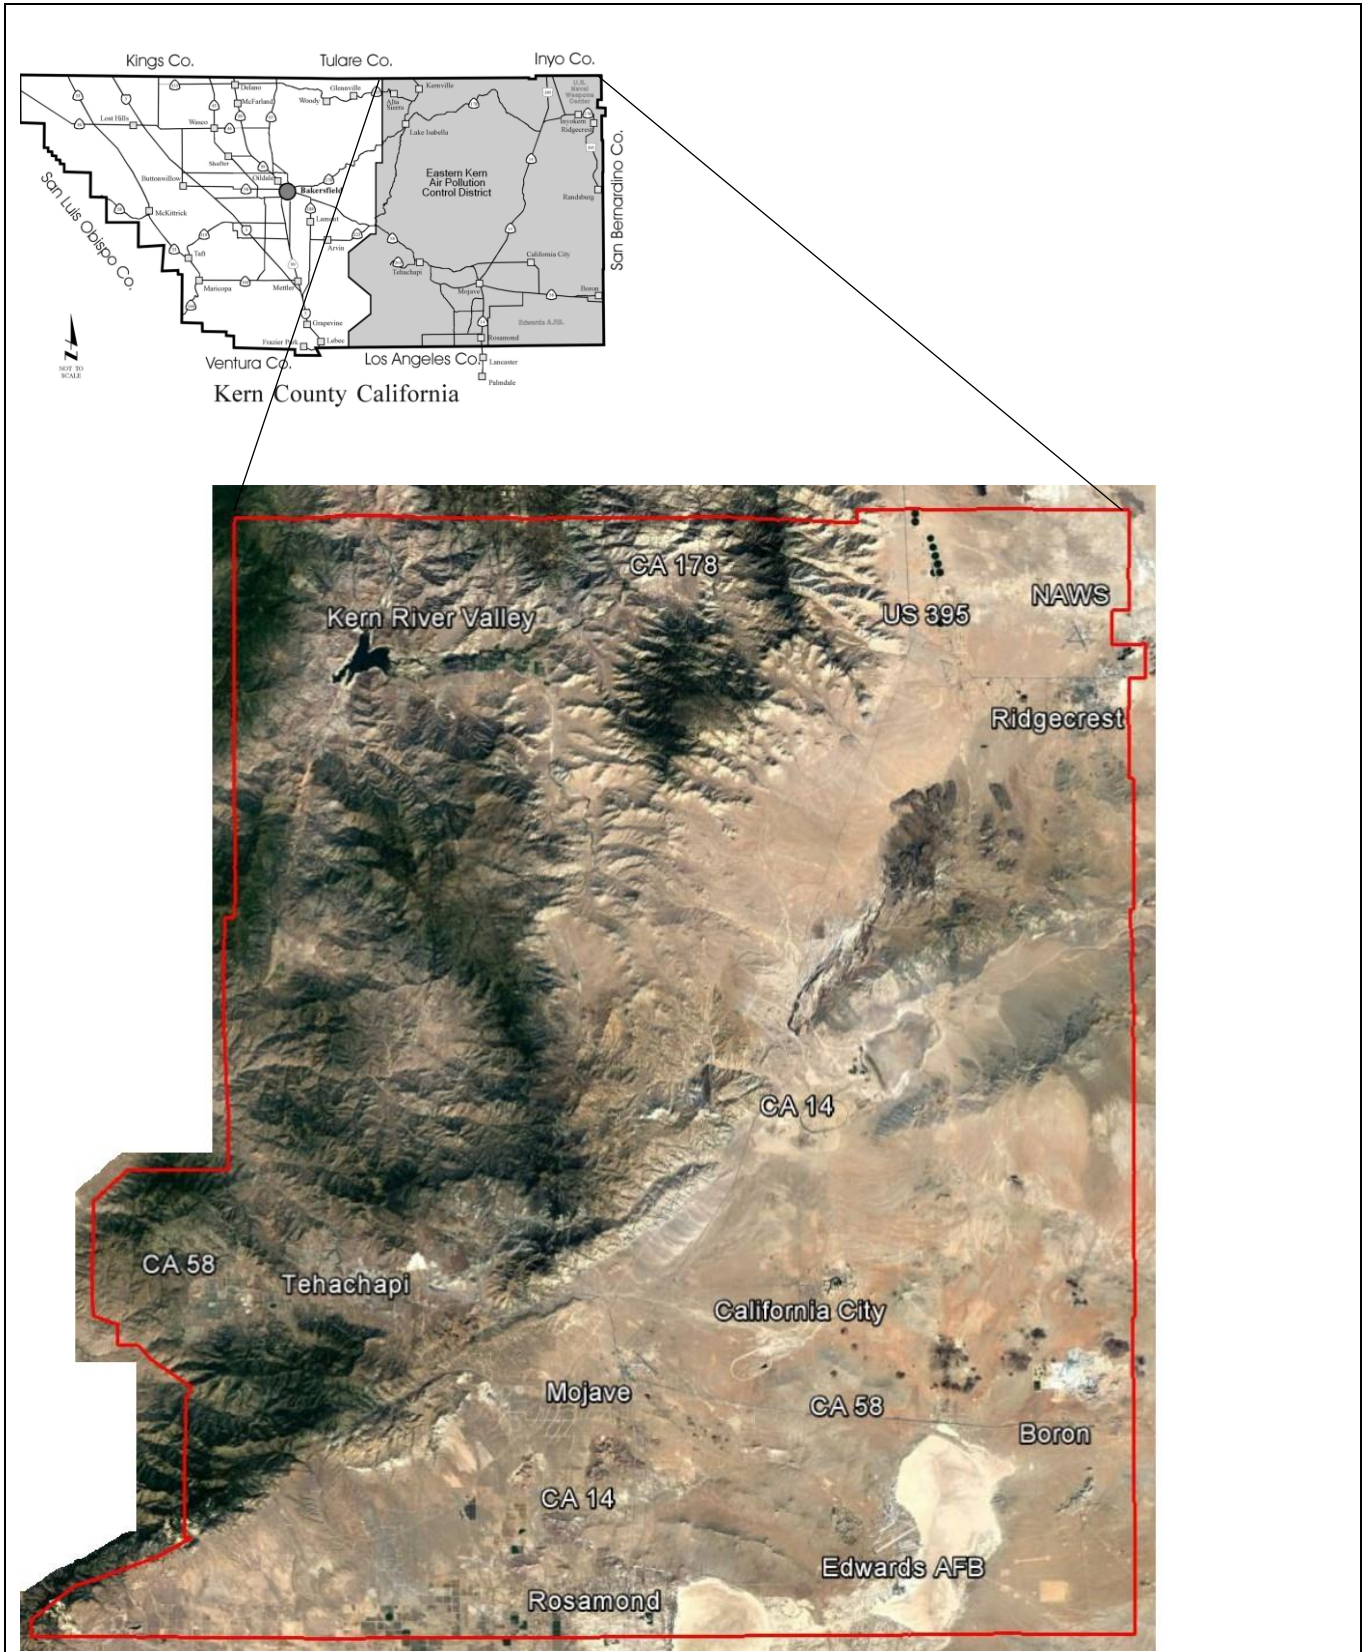 Kings Co.
Tulare Co.
Inyo Co.
Delano
Glennville
Kernville
U.S.
Naval
Weapons
Center
McFarland
Woody
Alta
Sierra
Lost Hills
Wasco
Lake Isabella
Inyokern
Ridgecrest
Shafter
Eastern Kern
Air Pollution
Control District
Buttonwillow
Oildale
Bakersfield
Randsburg
San Bernardino Co.
San Luis Obispo Co.
McKittrick
Lamont
Arvin
Taft
Tehachapi
California City
Maricopa
Mettler
Mojave
Boron
Grapevine
Edwards A.F.B.
Frazier Park
Lebec
Rosamond
N
NOT TO
SCALE
Ventura Co.
Los Angeles Co.
Lancaster
Palmdale
Kern County California
CA 178
NAWS
Kern River Valley
US 395
Ridgecrest
CA 14
CA 58
Tehachapi
California City
Mojave
CA 58
Boron
CA 14
Edwards AFB
Rosamond